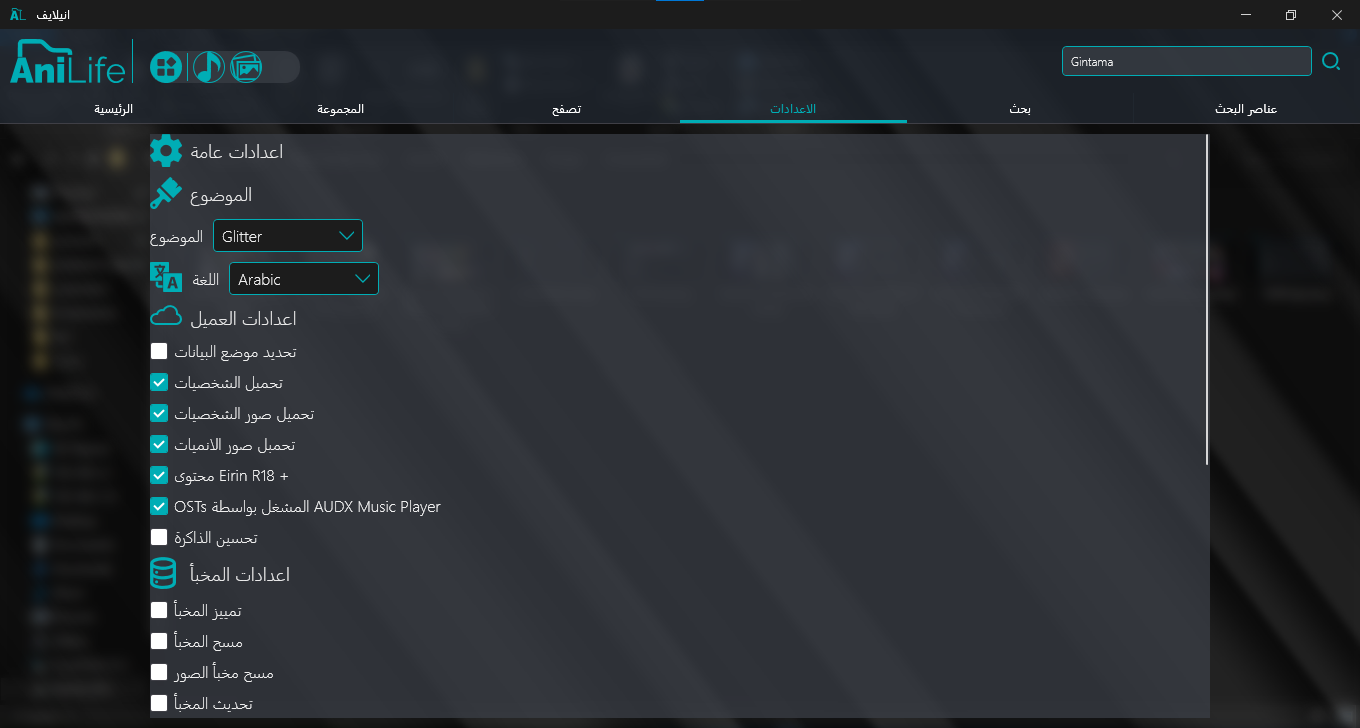 انيلايف
AniLife
Gintama
الرئيسية
المجموعة
تصفح
الاعدادات
بحث
عناصر البحث
اعدادات عامة
الموضوع
الموضوع Glitter
اللغة Arabic
اعدادات العميل
تحديد موضع البيانات
تحميل الشخصيات
تحميل صور الشخصيات
تحمبل صور الانميات
محتوى Eirin R18 +
OSTs المشغل بواسطة AUDX Music Player
تحسين الذاكرة
اعدادات المخبأ
تمييز المخبأ
مسح المخبأ
مسح مخبأ الصور
تحديث المخبأ